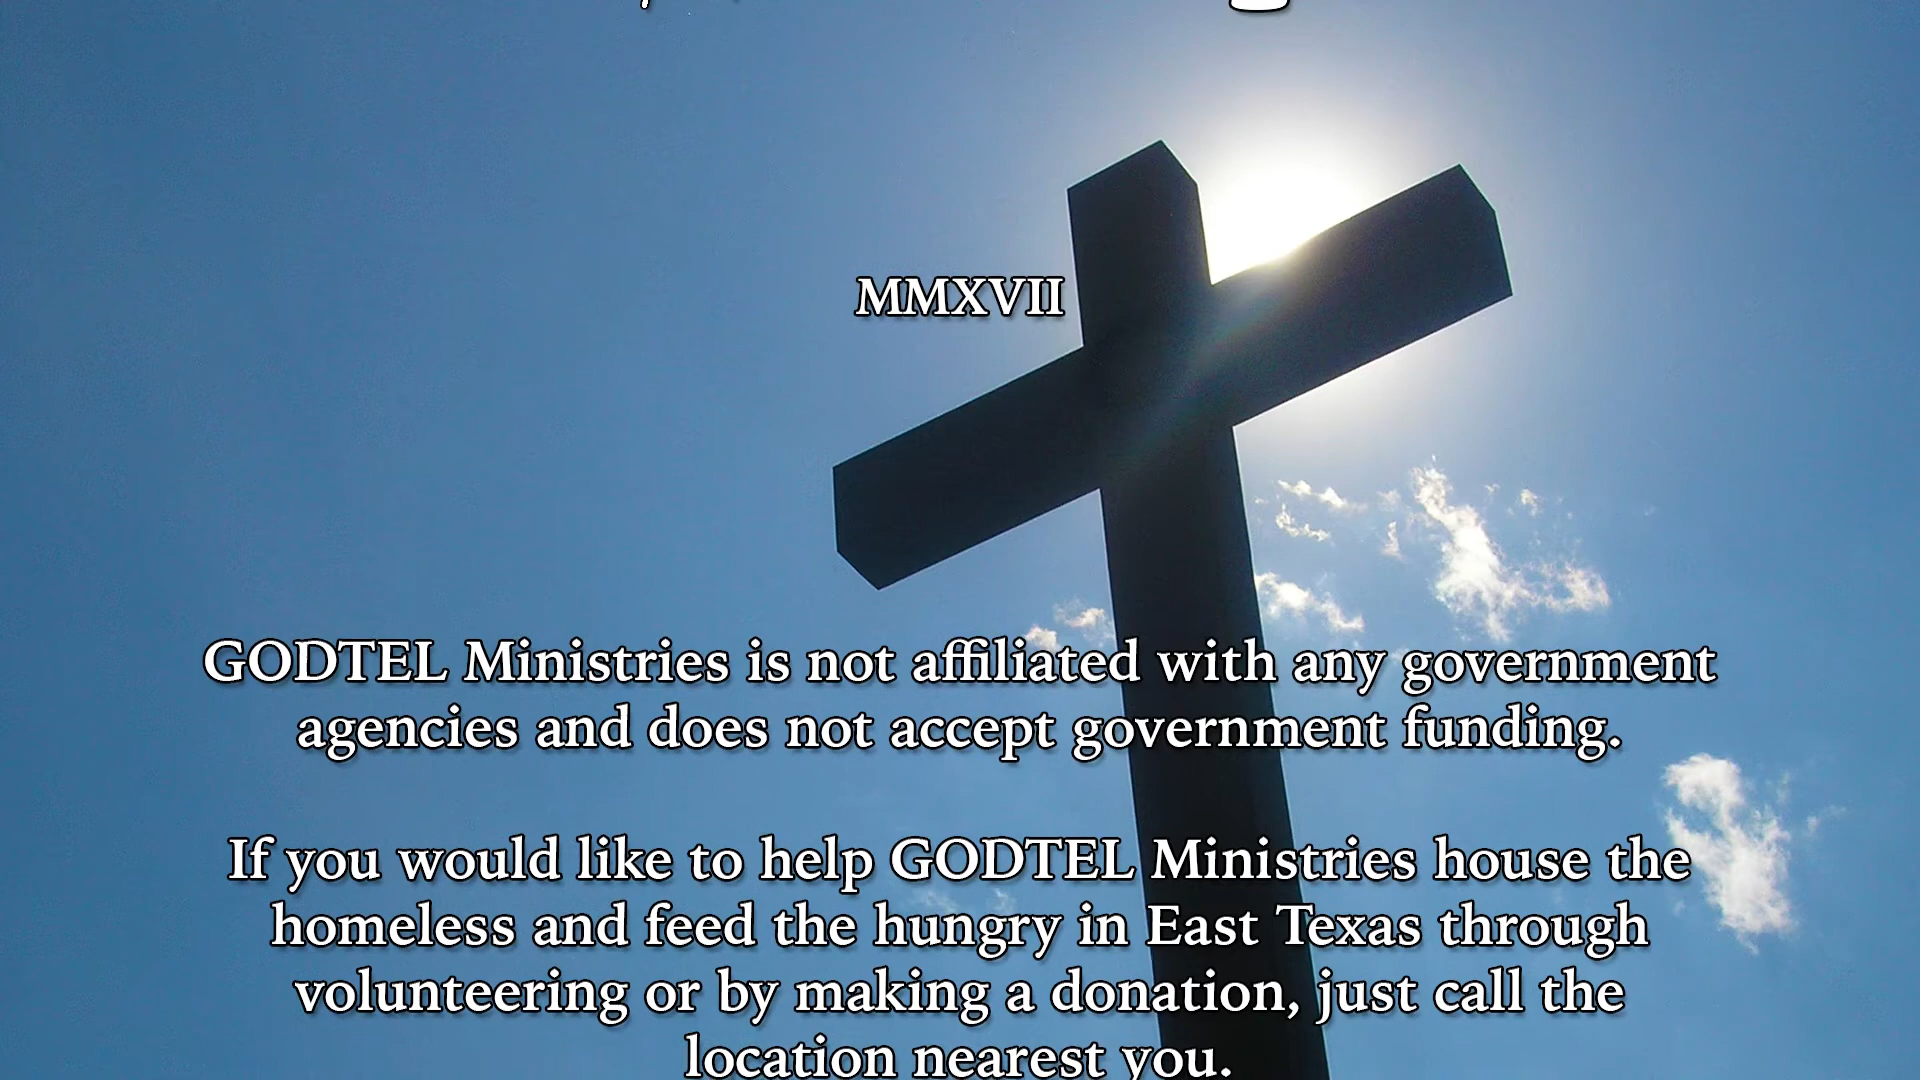 MMXVII
GODTEL Ministries is not affiliated with any government
agencies and does not accept government funding.
If you would like to help GODTEL Ministries house the
homeless and feed the hungry in East Texas through
volunteering or by making a donation, just call the
location nearest you.